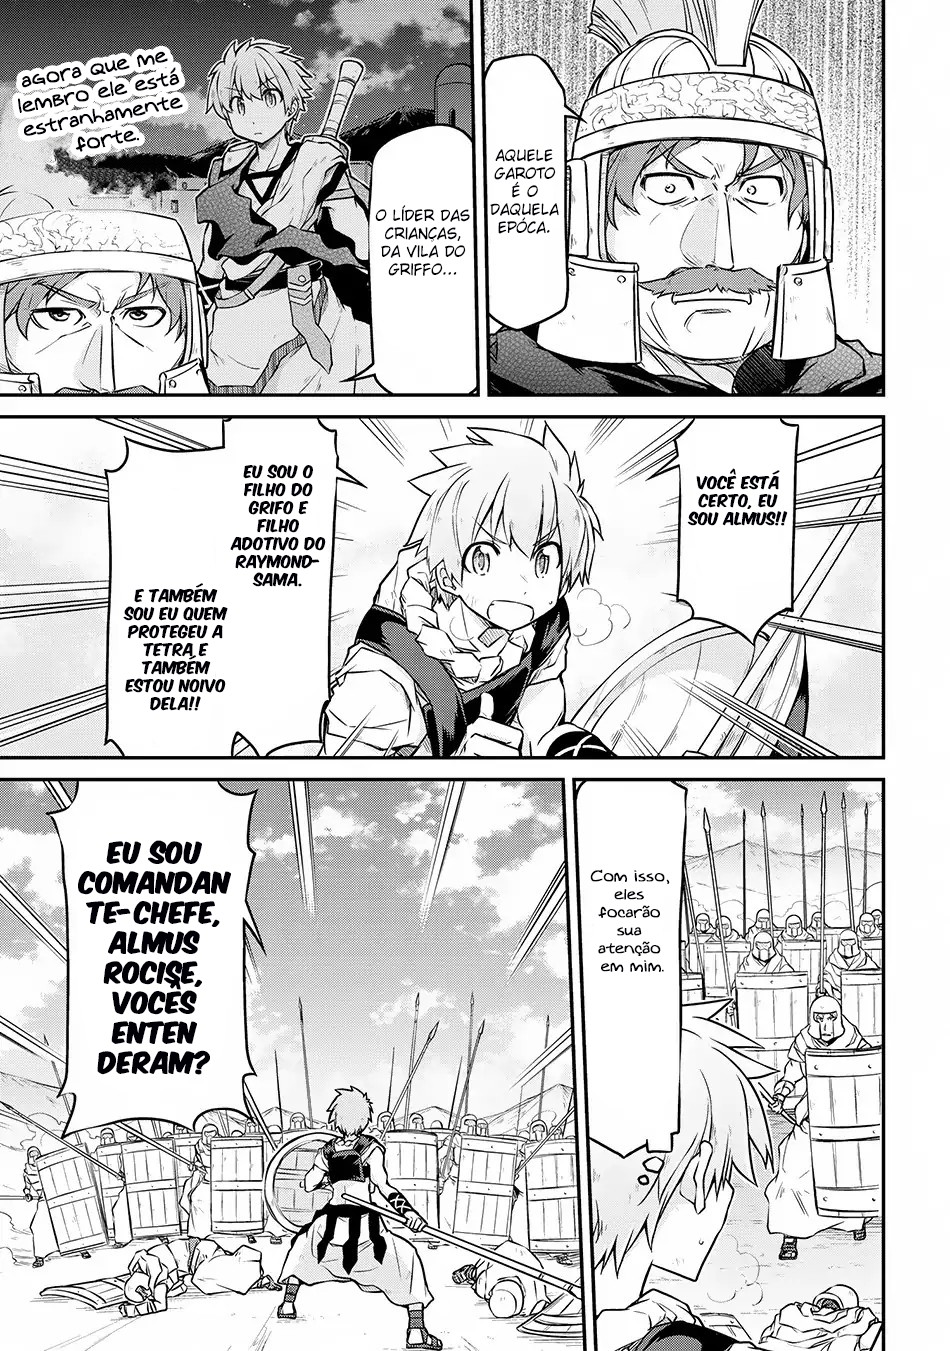 AQUELE
GAROTO
É O
DAQUELA
EPÓCA.
O LÍDER DAS
CRIANÇAS,
DA VILA DO
GRIFFO...
AGORA QUE ME
LEMBRO ELE ESTÁ
ESTRANHAMENTE
FORTE.
VOCÊ ESTÁ
CERTO, EU
SOU ALMUS!!
EU SOU O
FILHO DO
GRIFO E
FILHO
ADOTIVO DO
RAYMOND-
SAMA.
E TAMBÉM
SOU EU QUEM
PROTEGEU A
TETRA E
TAMBÉM
ESTOU NOIVO
DELA!!
Com isso,
eles
focarão
sua
atenção
em mim.
EU SOU
COMANDAN
TE-CHEFE,
ALMUS
ROCISE,
VOCÊS
ENTEN
DERAM?